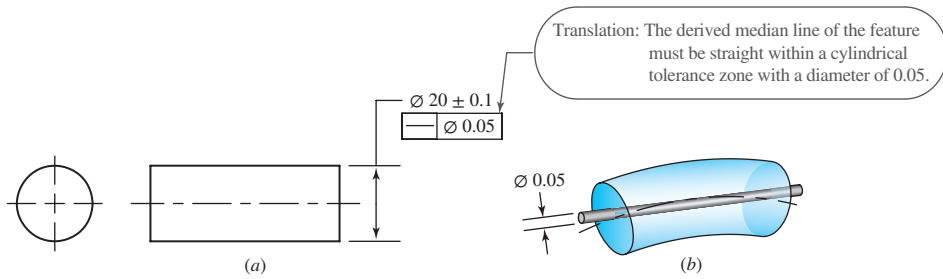 Translation: The derived median line of the feature
must be straight within a cylindrical
tolerance zone with a diameter of 0.05.
∅ 20 ± 0.1
∅ 0.05
∅ 0.05
(a)
(b)